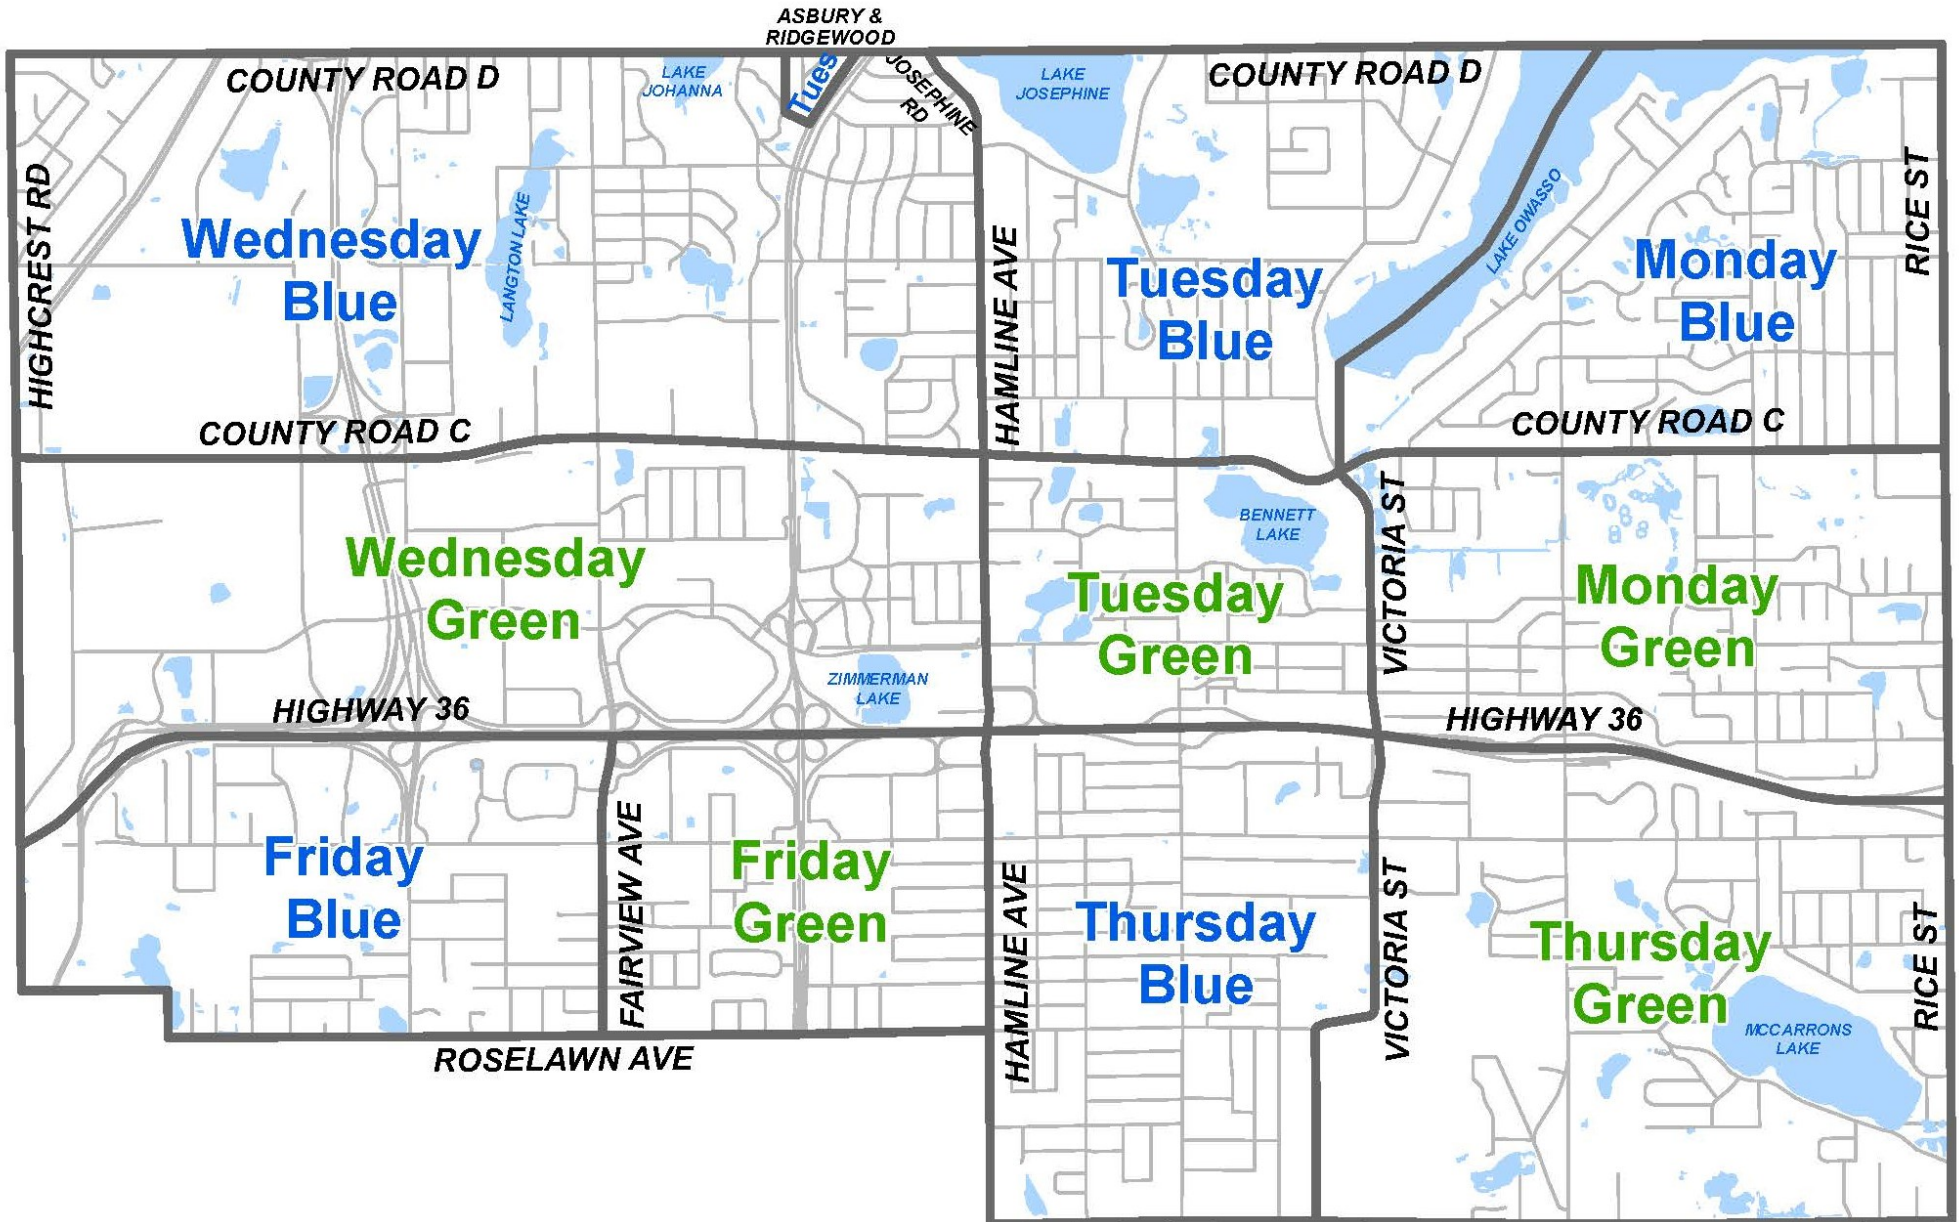 ASBURY &
RIDGEWOOD
COUNTY ROAD D
LAKE
JOHANNA
Tues
JOSEPHINE
RD
LAKE
JOSEPHINE
COUNTY ROAD D
HIGHCREST RD
Wednesday
Blue
LANGTON LAKE
HAMLINE AVE
Tuesday
Blue
LAKE OWASSO
Monday
Blue
RICE ST
COUNTY ROAD C
COUNTY ROAD C
Wednesday
Green
BENNETT
LAKE
Tuesday
Green
VICTORIA ST
Monday
Green
ZIMMERMAN
LAKE
HIGHWAY 36
HIGHWAY 36
Friday
Blue
FAIRVIEW AVE
Friday
Green
HAMLINE AVE
Thursday
Blue
VICTORIA ST
Thursday
Green
RICE ST
MCCARRONS
LAKE
ROSELAWN AVE